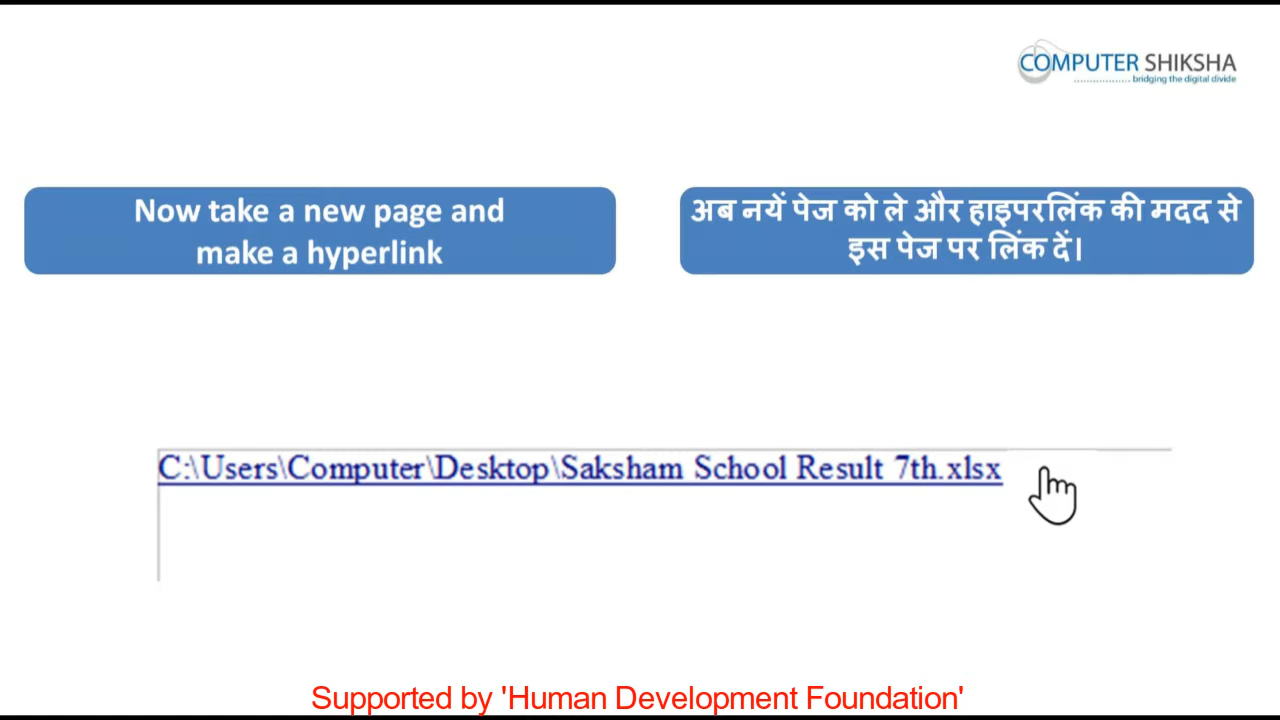 COMPUTER SHIKSHA
.................. bridging the digital divide
Now take a new page and
make a hyperlink
अब नयें पेज को ले और हाइपरलिंक की मदद से
इस पेज पर लिंक दें।
C:\Users\Computer\Desktop\Saksham School Result 7th.xlsx
Supported by 'Human Development Foundation'